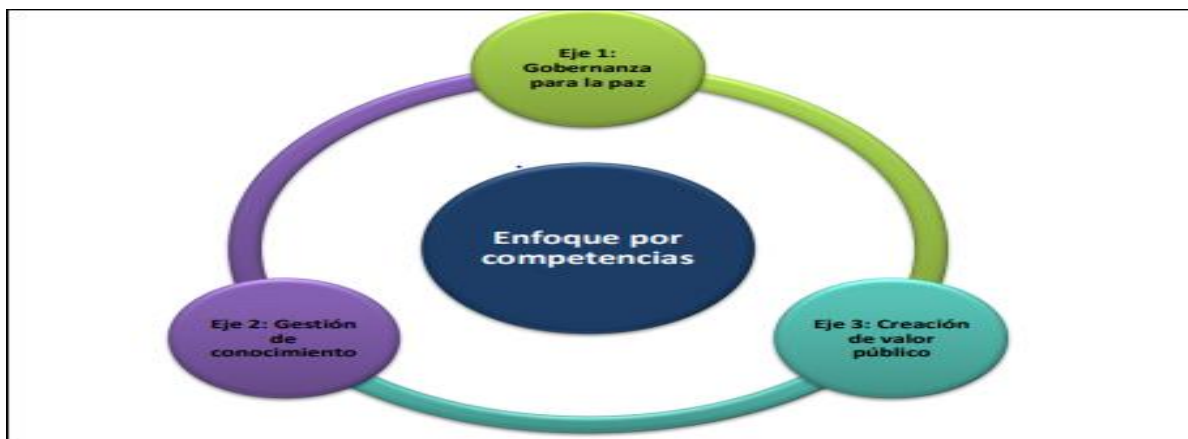 Eje 1:
Gobernanza
para la paz
Enfoque por
competencias
Eje 2: Gestión
de
conocimiento
Eje 3: Creación
de valor
público